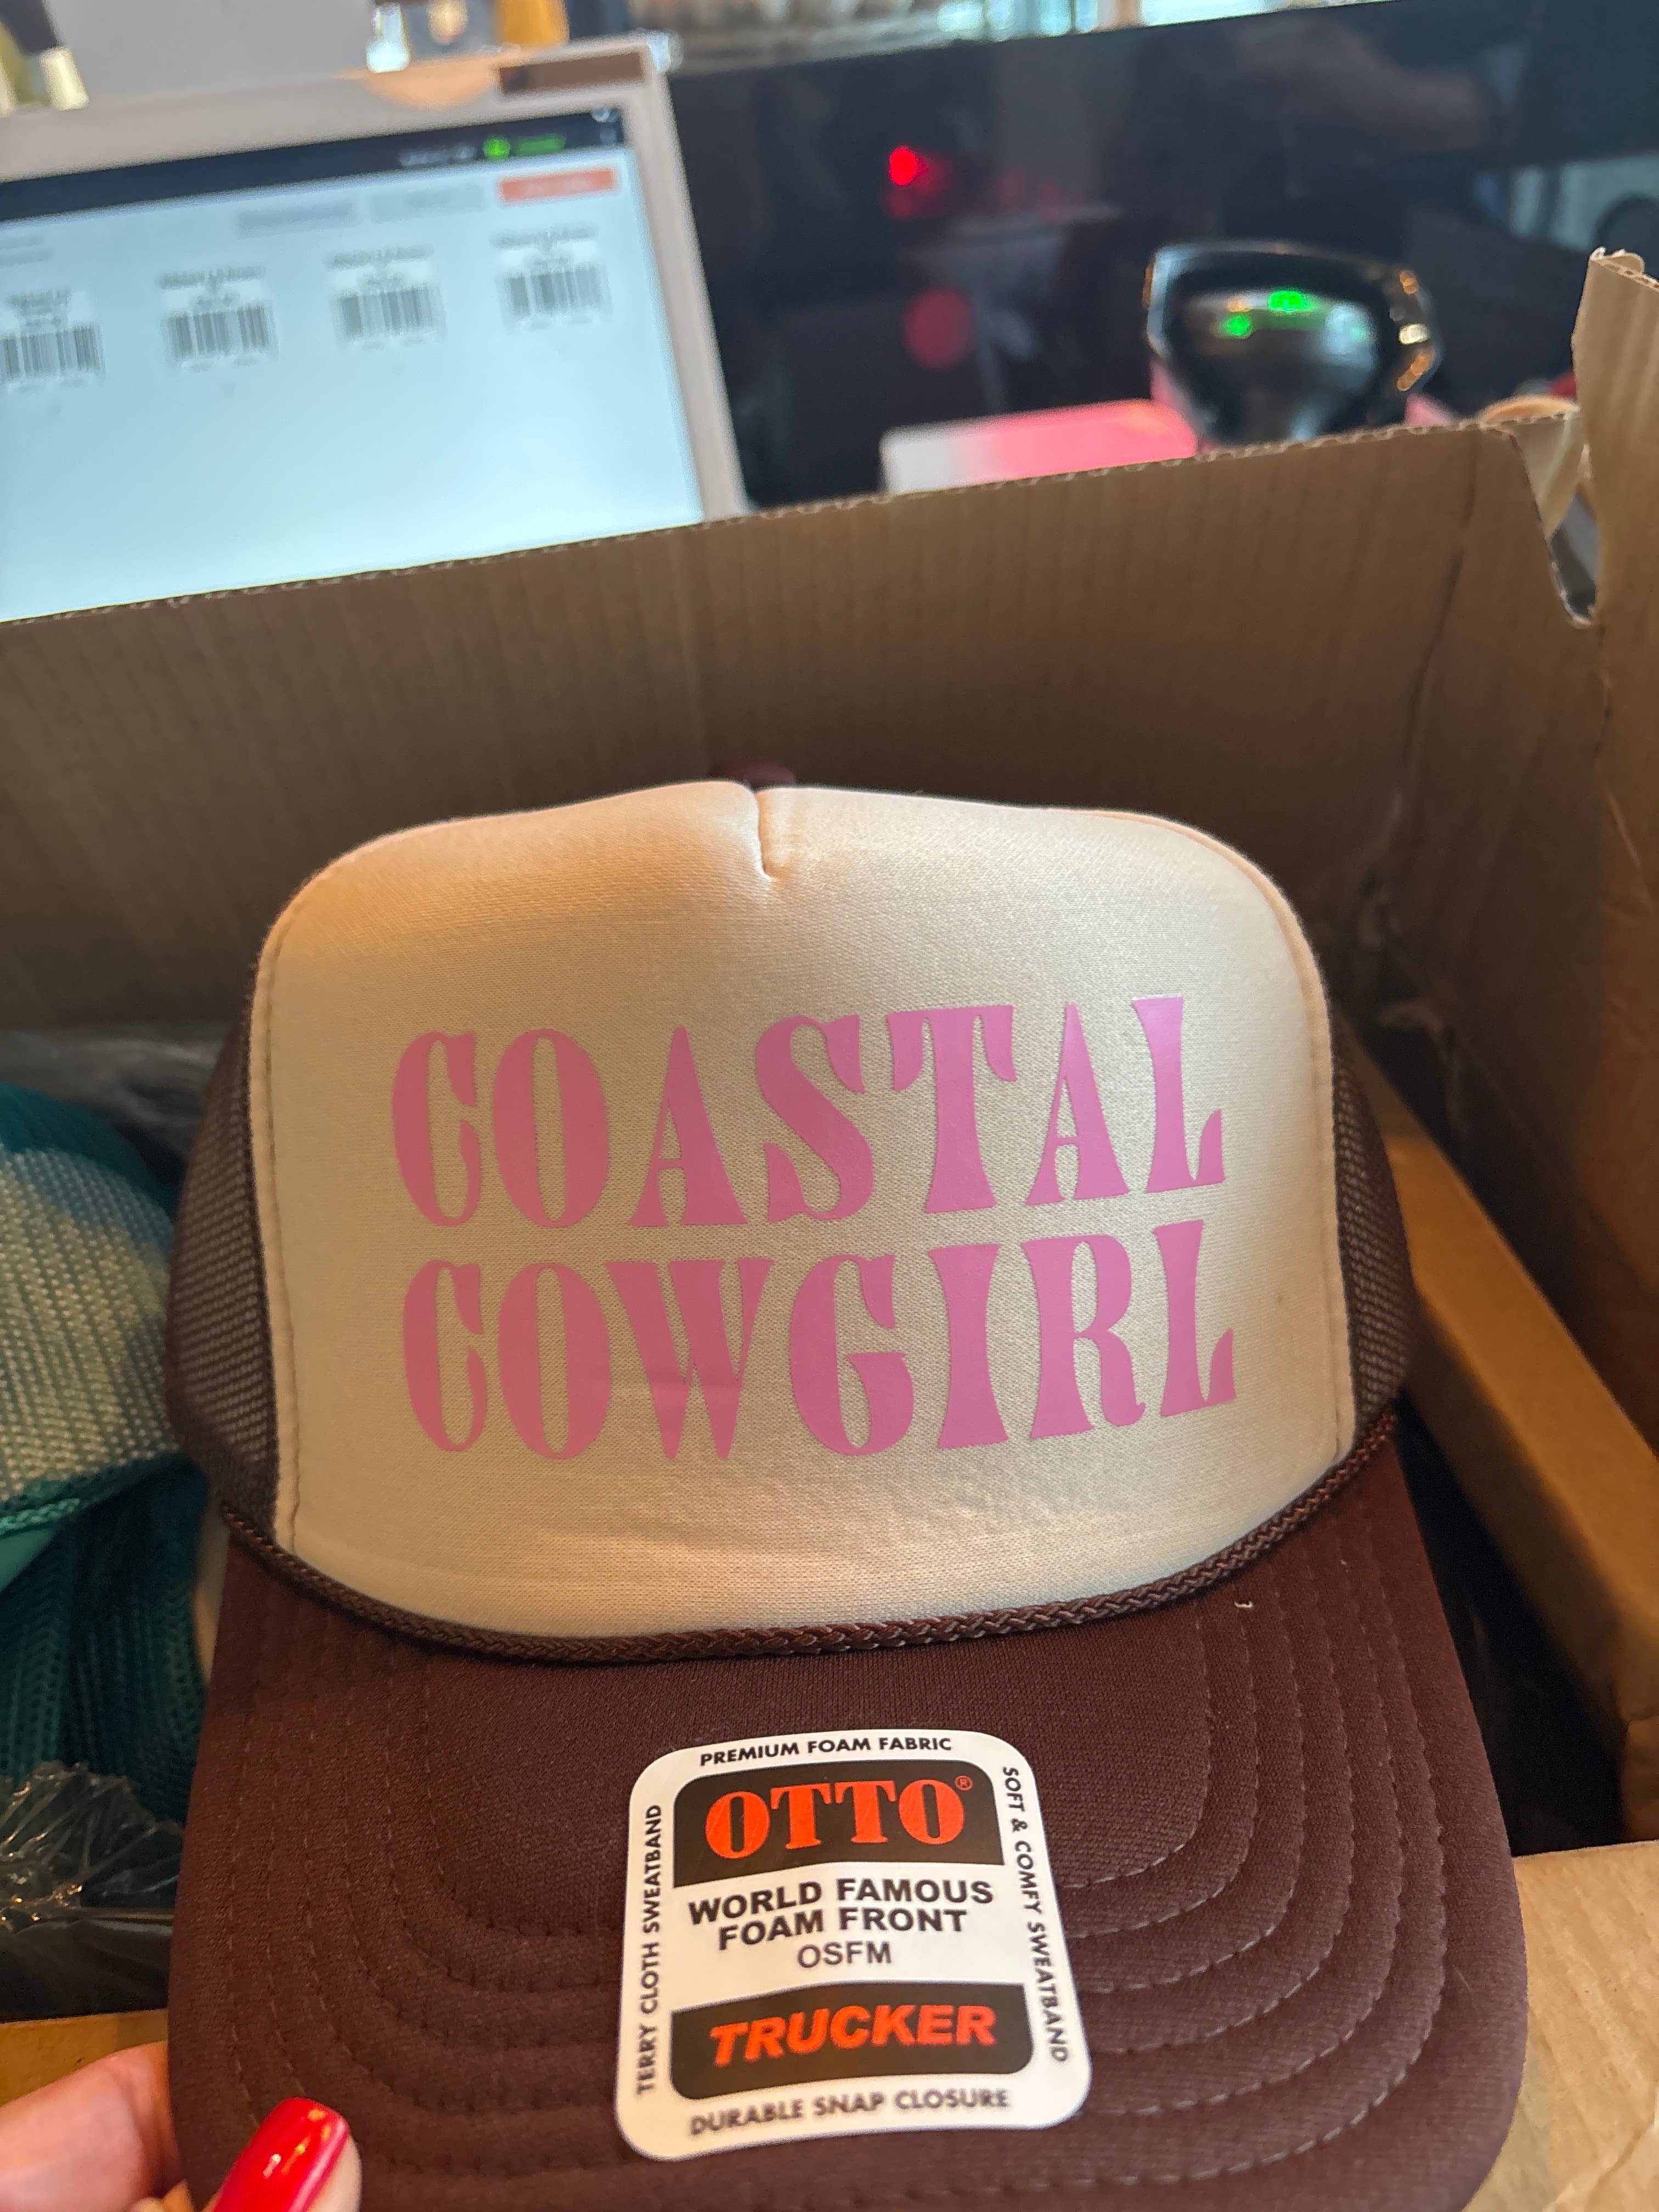 COASTAL
COWGIRL
PREMIUM FOAM FABRIC
OTTO®
WORLD FAMOUS
FOAM FRONT
OSFM
TRUCKER
DURABLE SNAP CLOSURE
TERRY CLOTH SWEATBAND
SOFT & COMFY SWEATBAND